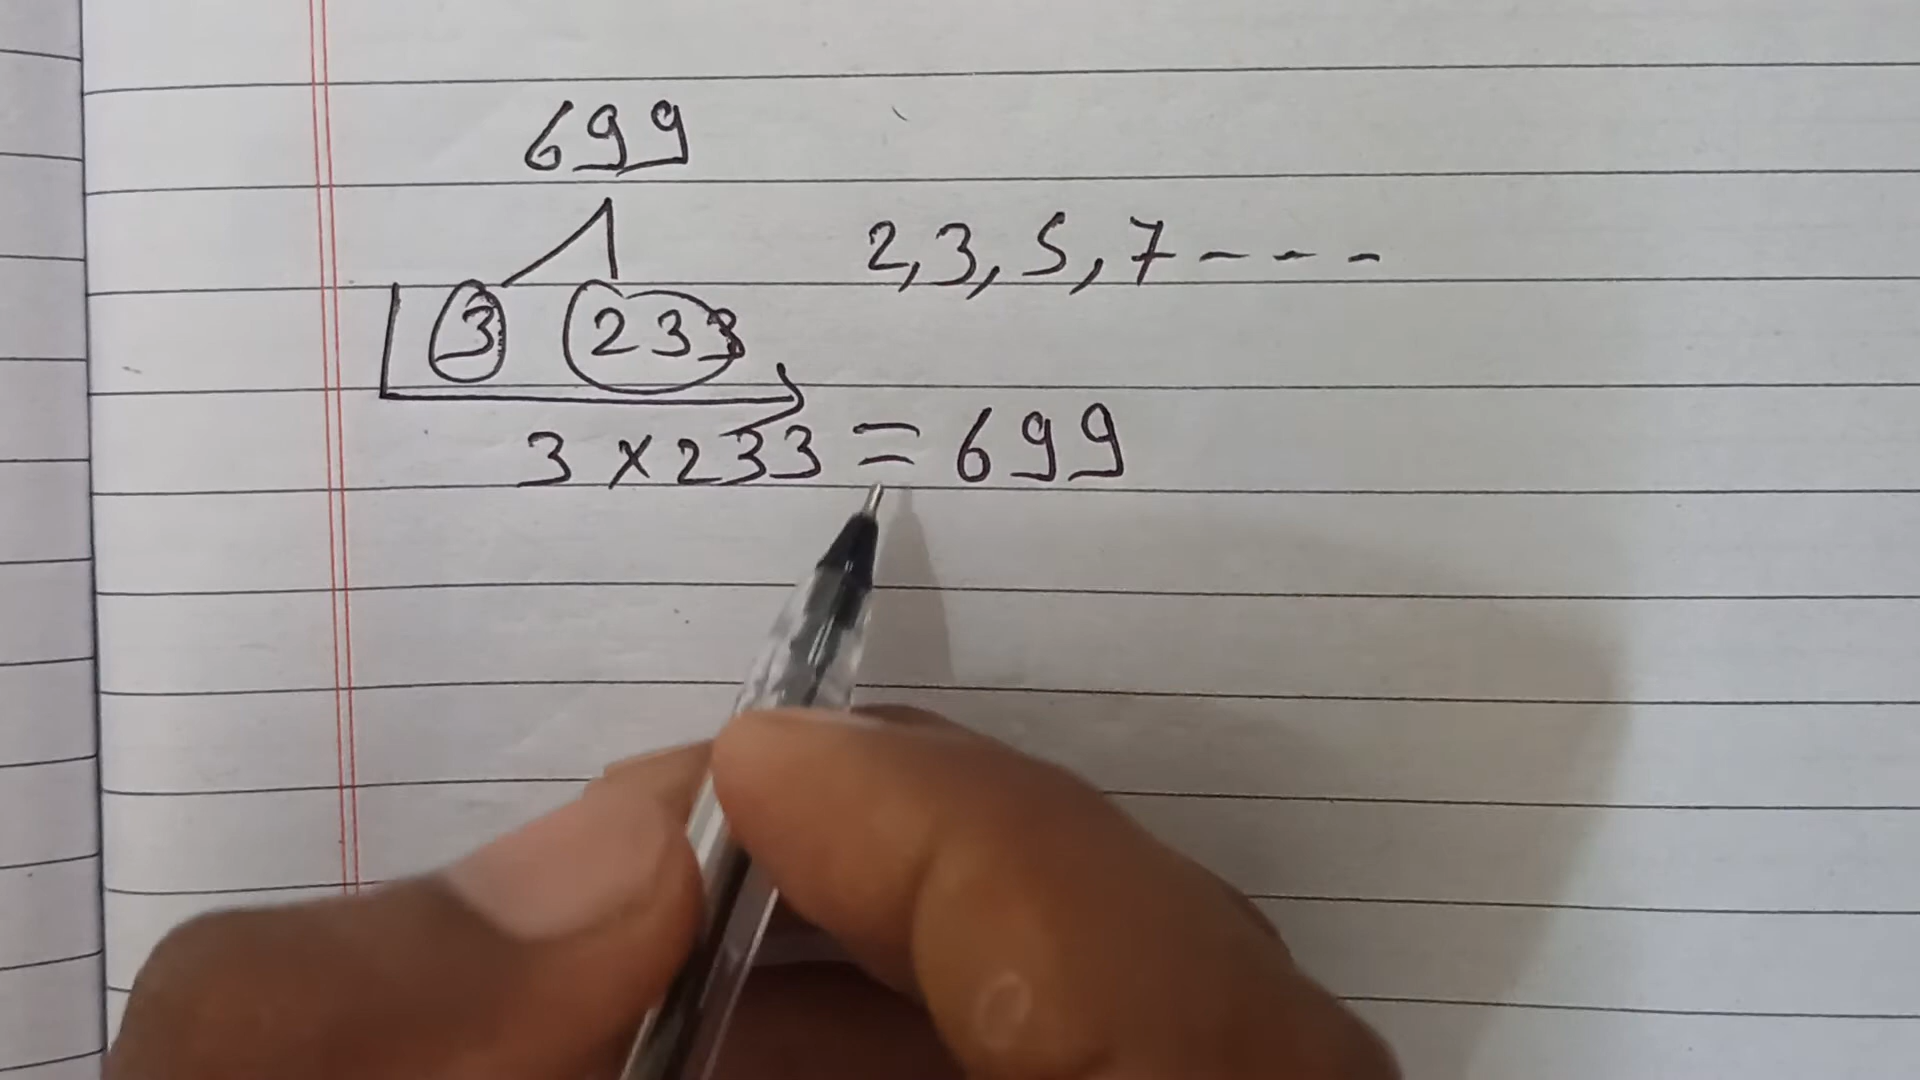 699
2, 3, 5, 7 - - - -
3 233
3 × 233 = 699